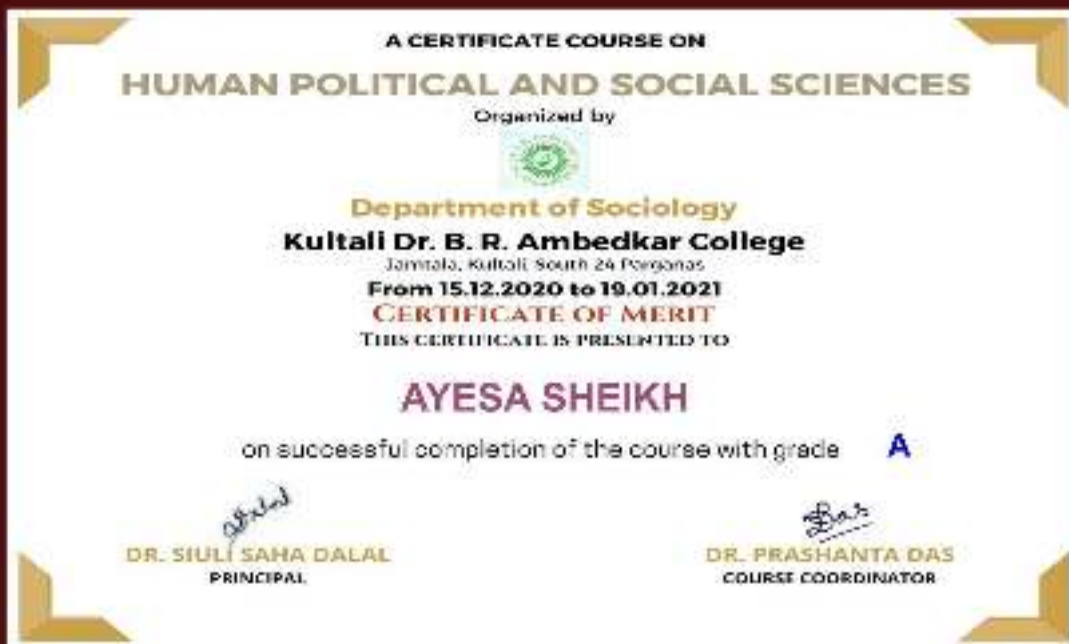 A CERTIFICATE COURSE ON
HUMAN POLITICAL AND SOCIAL SCIENCES
Organized by
Department of Sociology
Kultali Dr. B. R. Ambedkar College
Jamtala, Kultali, South 24 Parganas
From 15.12.2020 to 19.01.2021
CERTIFICATE OF MERIT
THIS CERTIFICATE IS PRESENTED TO
AYESA SHEIKH
on successful completion of the course with grade A
DR. SIULI SAHA DALAL
PRINCIPAL
Das
DR. PRASHANTA DAS
COURSE COORDINATOR